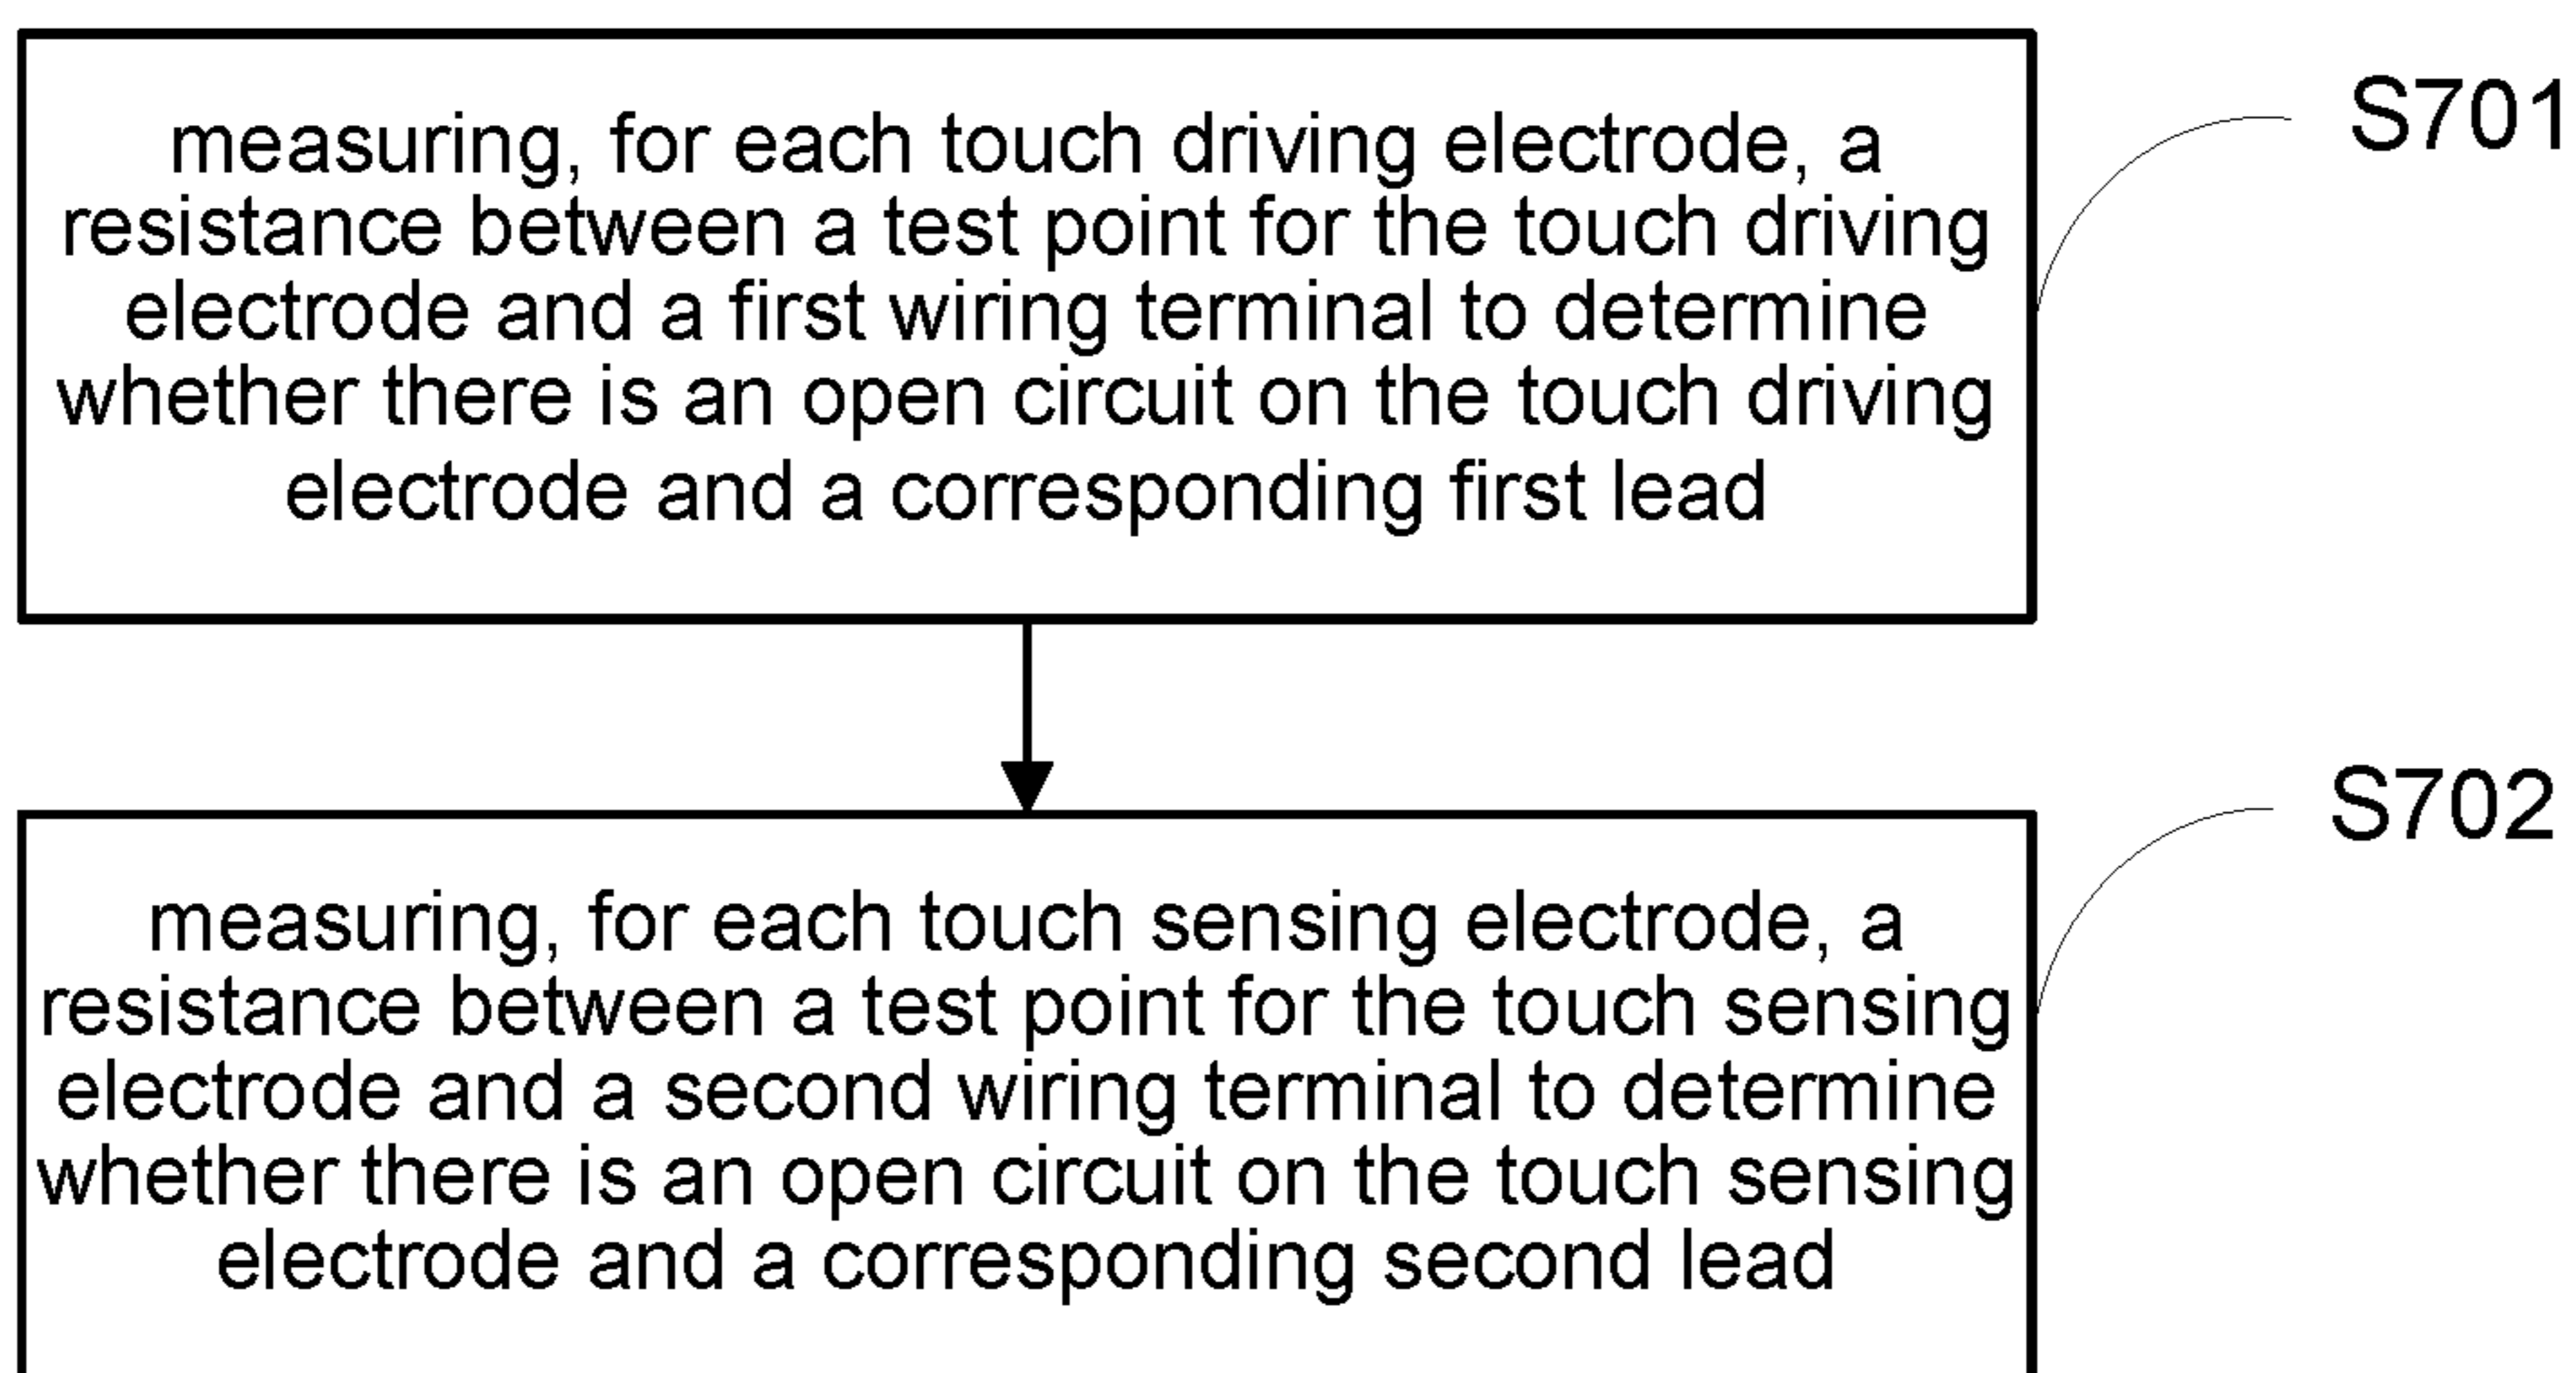 measuring, for each touch driving electrode, a
resistance between a test point for the touch driving
electrode and a first wiring terminal to determine
whether there is an open circuit on the touch driving
electrode and a corresponding first lead
S701
measuring, for each touch sensing electrode, a
resistance between a test point for the touch sensing
electrode and a second wiring terminal to determine
whether there is an open circuit on the touch sensing
electrode and a corresponding second lead
S702